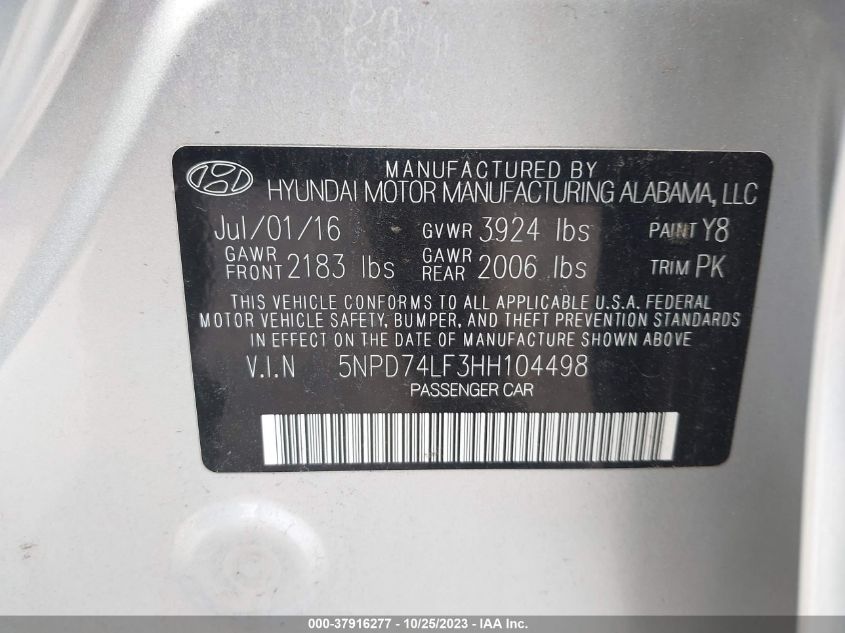 MANUFACTURED BY
HYUNDAI MOTOR MANUFACTURING ALABAMA, LLC
Jul/01/16 GVWR 3924 lbs PAINT Y8
GAWR FRONT 2183 lbs GAWR REAR 2006 lbs TRIM PK
THIS VEHICLE CONFORMS TO ALL APPLICABLE U.S.A. FEDERAL
MOTOR VEHICLE SAFETY, BUMPER, AND THEFT PREVENTION STANDARDS
IN EFFECT ON THE DATE OF MANUFACTURE SHOWN ABOVE
V.I.N 5NPD74LF3HH104498
PASSENGER CAR
000-37916277 - 10/25/2023 - IAA Inc.